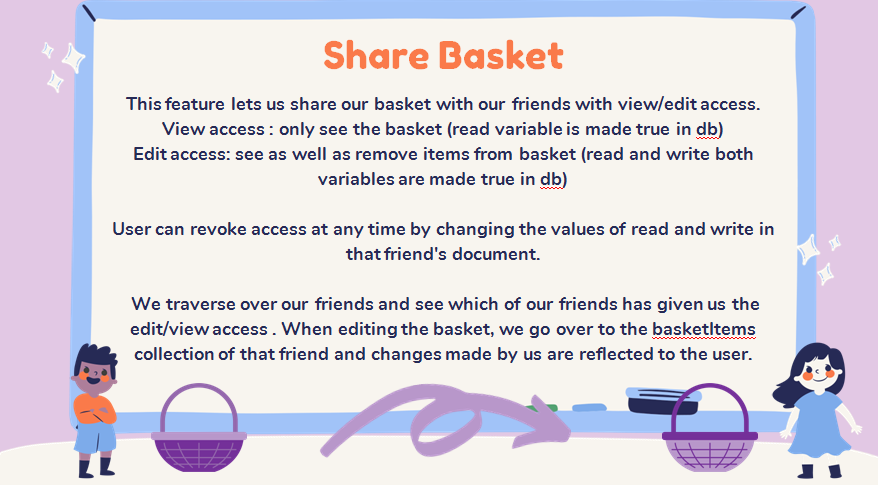 Share Basket
This feature lets us share our basket with our friends with view/edit access.
View access : only see the basket (read variable is made true in db)
Edit access: see as well as remove items from basket (read and write both
variables are made true in db)
User can revoke access at any time by changing the values of read and write in
that friend's document.
We traverse over our friends and see which of our friends has given us the
edit/view access . When editing the basket, we go over to the basketItems
collection of that friend and changes made by us are reflected to the user.